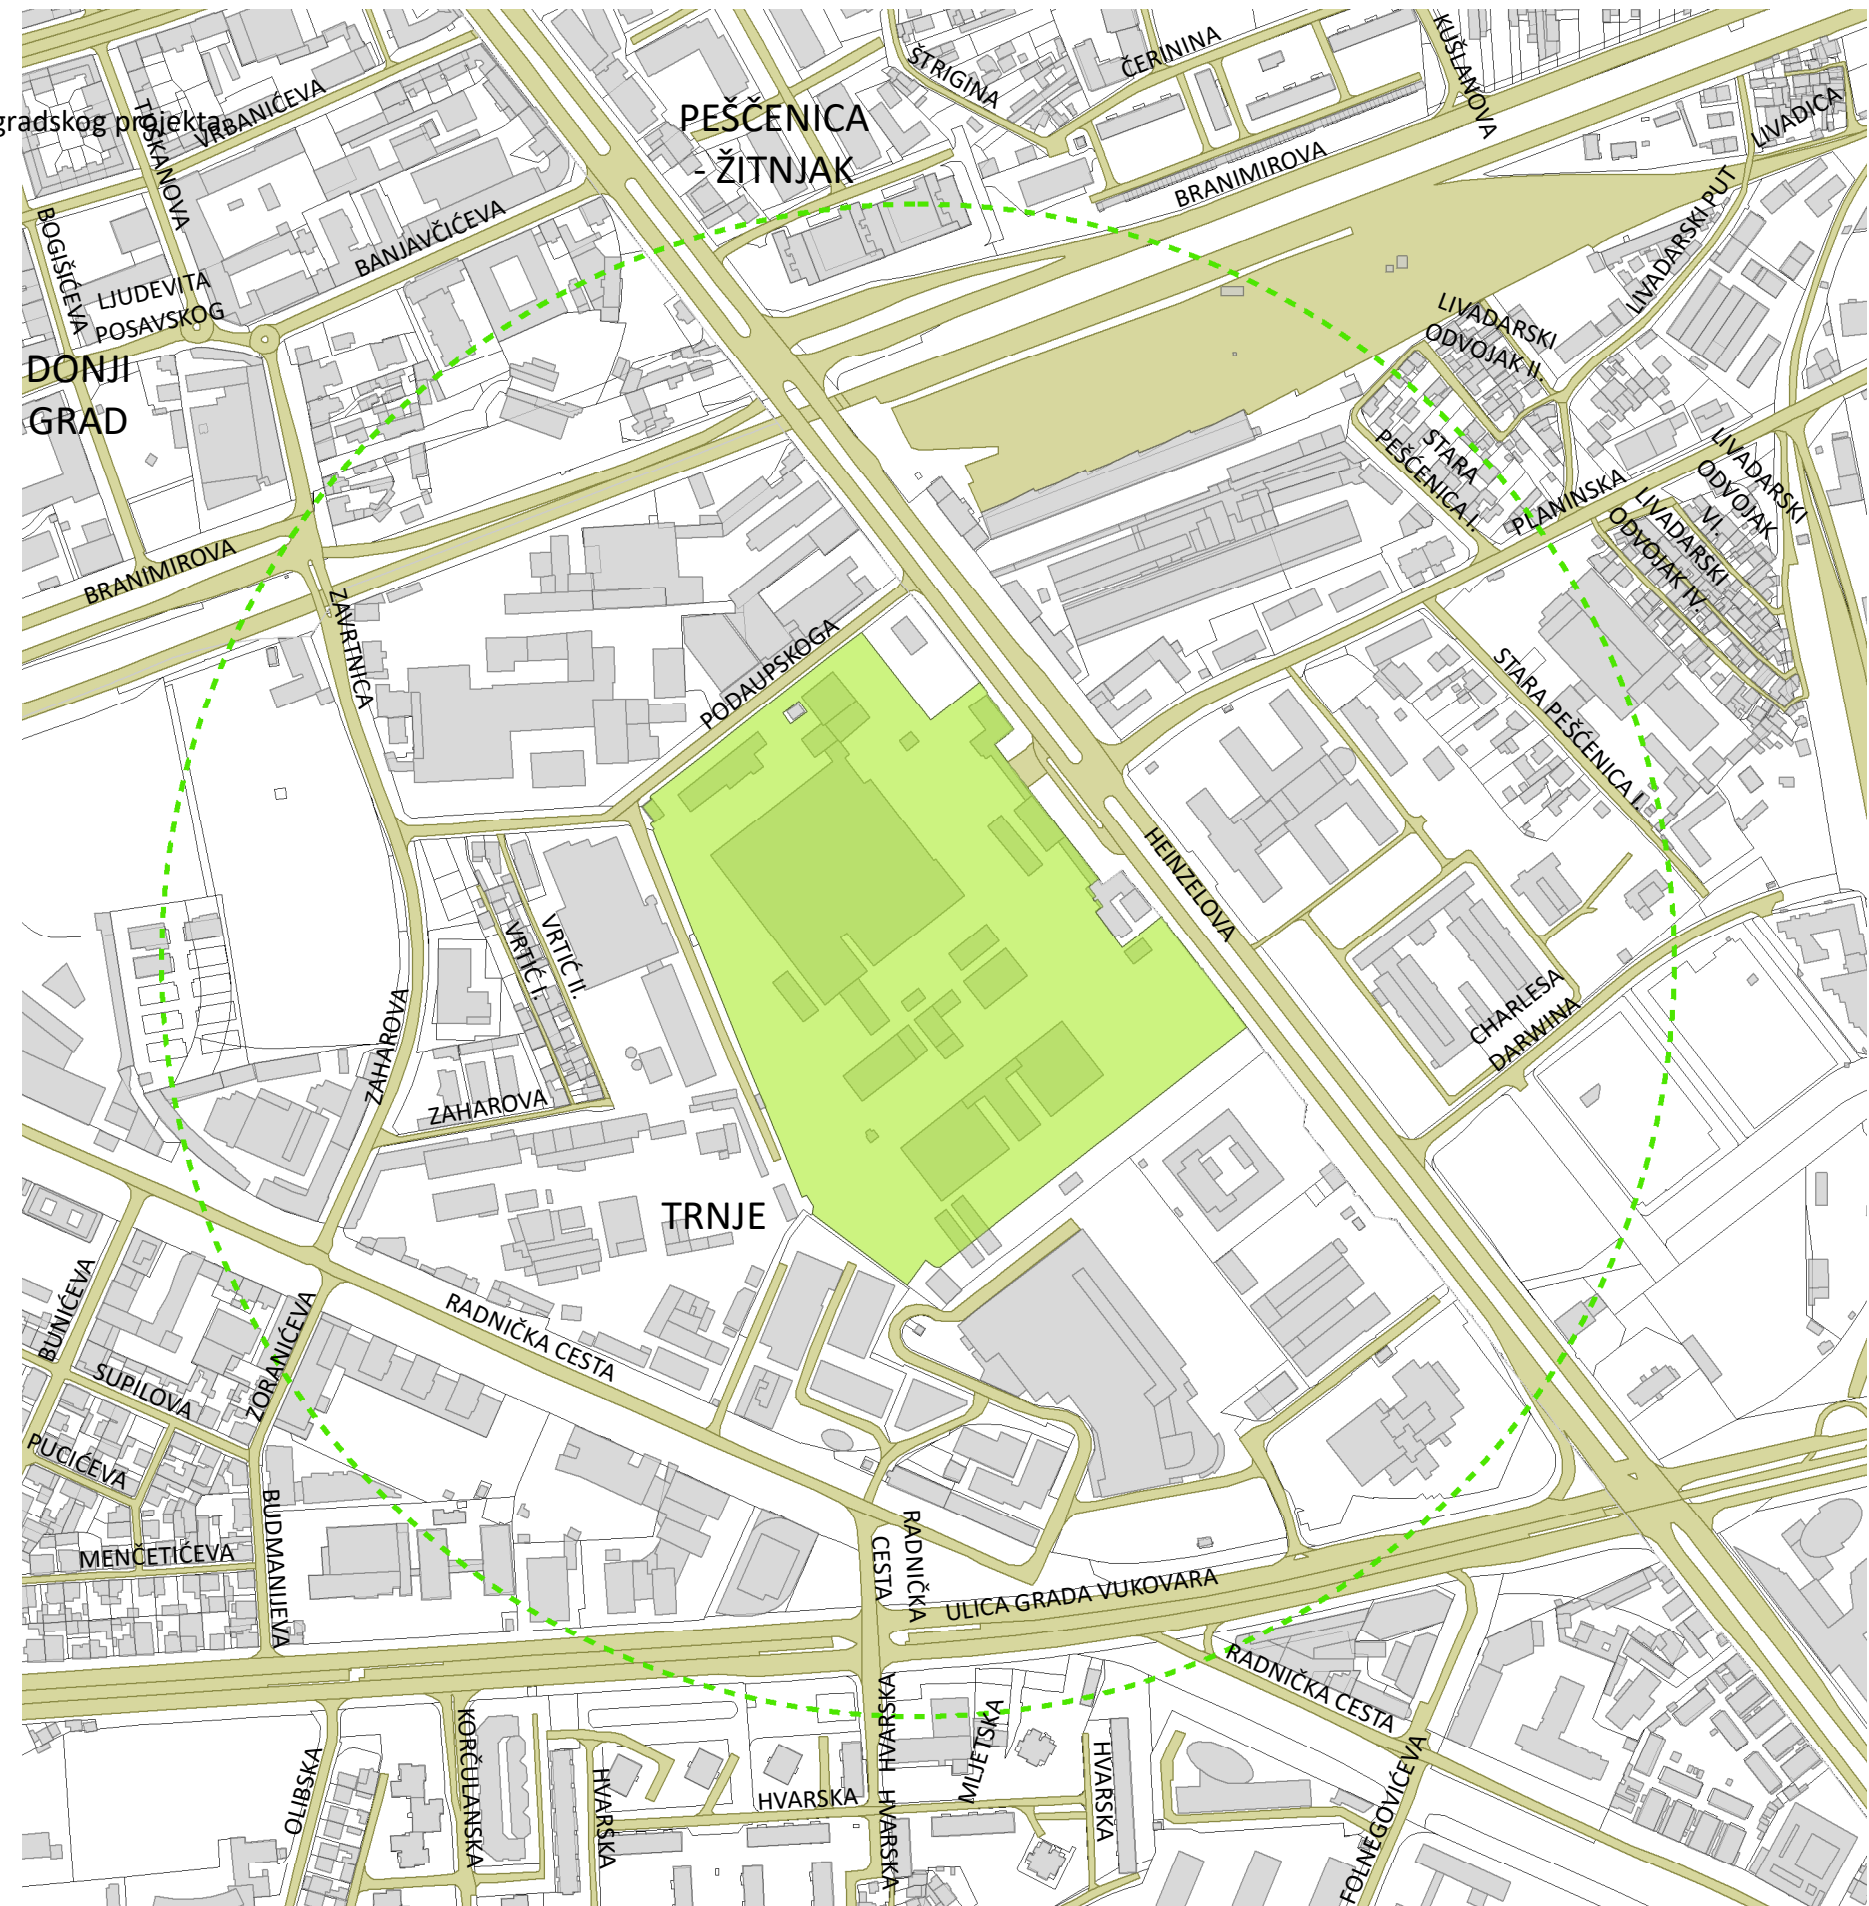 KUŠLANOVA
ČERININA
ŠTRIGINA
TUŠKANOVA
VRBANIĆEVA
gradskog projekta
PEŠČENICA
- ŽITNJAK
LIVADICA
BRANIMIROVA
LIVADARSKI PUT
BOGIŠIĆEVA
BANJAVČIĆEVA
LJUDEVITA
POSAVSKOG
DONJI
GRAD
LIVADARSKI
ODVOJAK II.
STARA
PEŠĆENICA I.
PLANINSKA
LIVADARSKI
ODVOJAK
VI.
LIVADARSKI
ODVOJAK IV.
BRANIMIROVA
ZAVRTNICA
PODAUPSKOGA
STARA PEŠĆENICA I.
HEINZELOVA
VRTIĆ I.
VRTIĆ II.
ZAHAROVA
ZAHAROVA
CHARLESA
DARWINA
TRNJE
BUNIĆEVA
SUPILOVA
ZORANIĆEVA
RADNIČKA CESTA
PUCIĆEVA
MENČETIĆEVA
BUDMANIJEVA
RADNIČKA
CESTA
ULICA GRADA VUKOVARA
RADNIČKA CESTA
OLIBSKA
KORČULANSKA
HVARSKA
HVARSKA
HVARSKA
HVARSKA
MLJETSKA
HVARSKA
FOLNEGOVIĆEVA